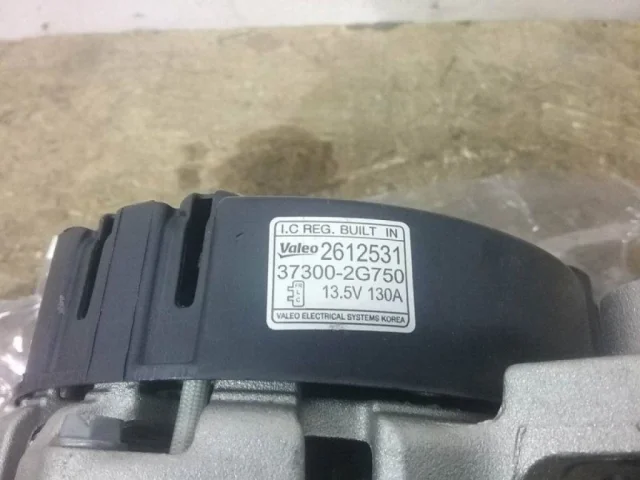 I.C REG. BUILT IN
Valeo 2612531
37300-2G750
13.5V 130A
VALEO ELECTRICAL SYSTEMS KOREA